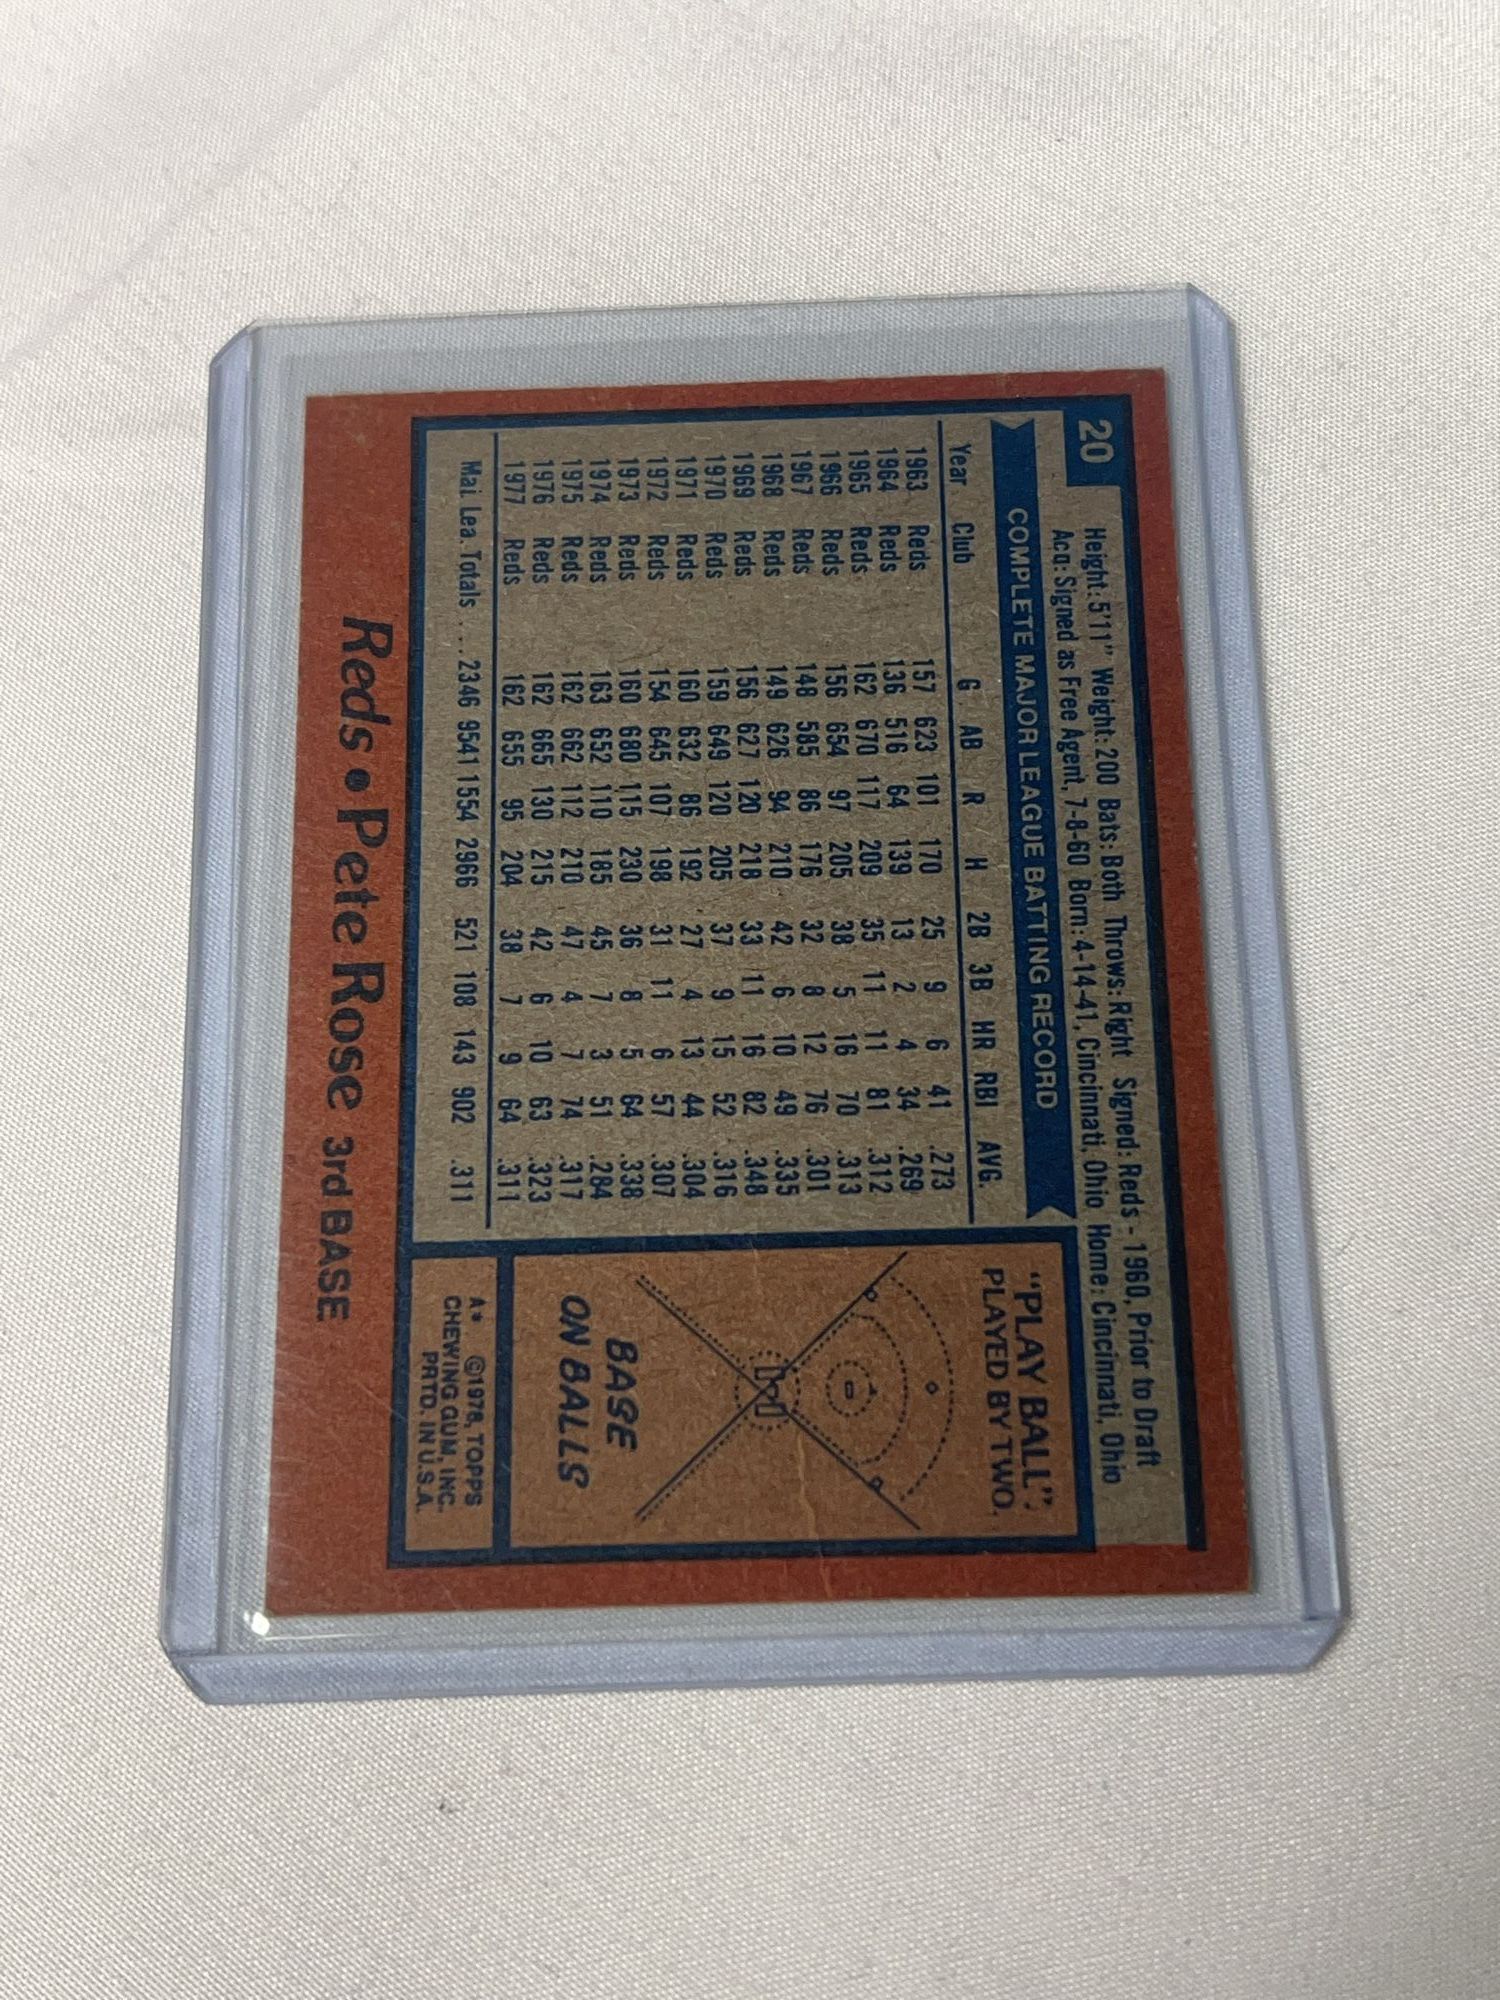 20
Height: 5'11" Weight: 200 Bats: Both Throws: Right Signed: Reds - 1960, Prior to Draft
Acq: Signed as Free Agent, 7-8-60 Born: 4-14-41, Cincinnati, Ohio Home: Cincinnati, Ohio
COMPLETE MAJOR LEAGUE BATTING RECORD
Year Club G AB R H 2B 3B HR RBI AVG.
1963 Reds 157 623 101 170 25 9 6 41 .273
1964 Reds 136 516 64 139 13 2 4 34 .269
1965 Reds 162 670 117 209 35 11 11 81 .312
1966 Reds 156 654 97 205 38 5 16 70 .313
1967 Reds 148 585 86 176 32 8 12 76 .301
1968 Reds 149 626 94 210 42 6 10 49 .335
1969 Reds 156 627 120 218 33 11 16 82 .348
1970 Reds 159 649 120 205 37 9 15 52 .316
1971 Reds 160 632 86 192 27 4 13 44 .304
1972 Reds 154 645 107 198 31 11 6 57 .307
1973 Reds 160 680 115 230 36 8 5 64 .338
1974 Reds 163 652 110 185 45 7 3 51 .284
1975 Reds 162 662 112 210 47 4 7 74 .317
1976 Reds 162 665 130 215 42 6 10 63 .323
1977 Reds 162 655 95 204 38 7 9 64 .311
Maj. Lea. Totals . . . 2346 9541 1554 2966 521 108 143 902 .311
"PLAY BALL":
PLAYED BY TWO.
BASE
ON BALLS
A* ©1978, TOPPS
CHEWING GUM, INC.
PRTD. IN U.S.A.
Reds • Pete Rose 3rd BASE